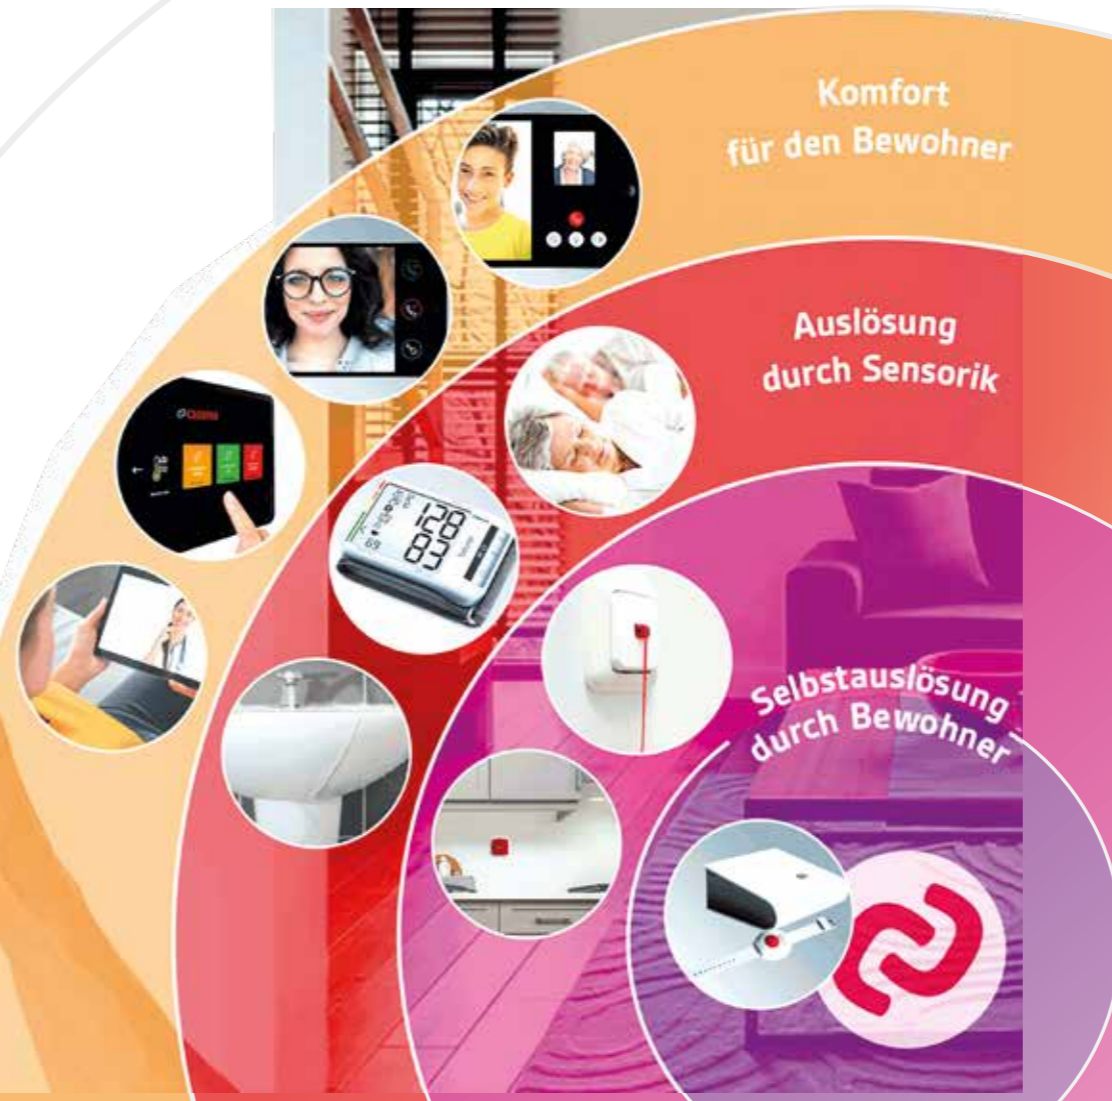 Komfort
für den Bewohner
Auslösung
durch Sensorik
Selbstauslösung
durch Bewohner